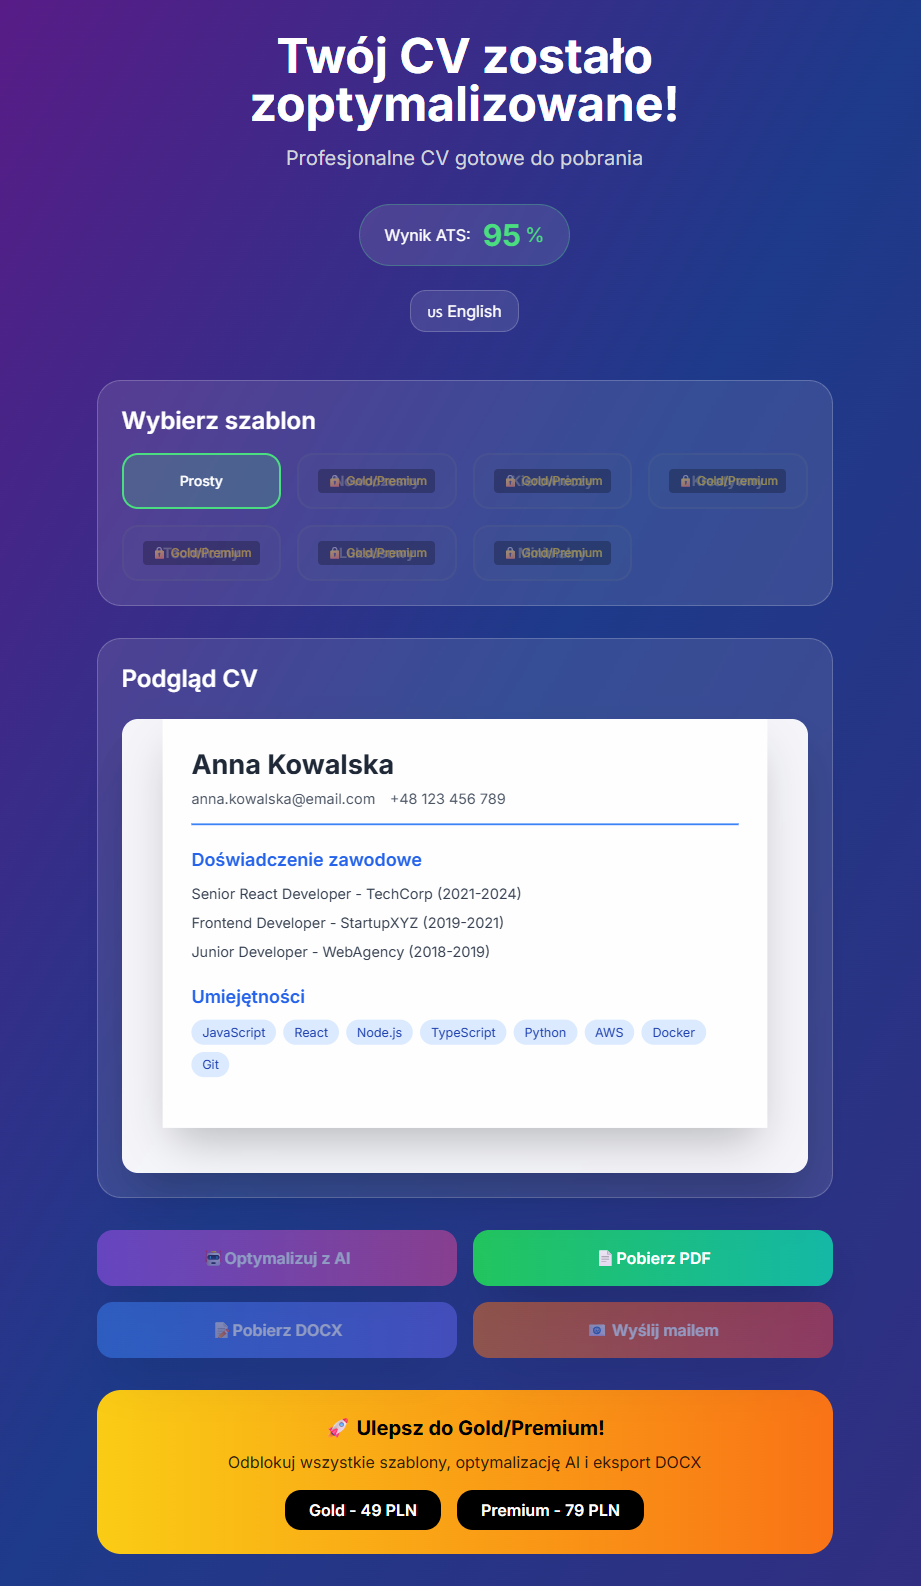 Twój CV zostało
zoptymalizowane!
Profesjonalne CV gotowe do pobrania
Wynik ATS: 95 %
US English
Wybierz szablon
Prosty
Gold/Premium
Gold/Premium
Gold/Premium
Gold/Premium
Gold/Premium
Gold/Premium
Podgląd CV
Anna Kowalska
anna.kowalska@email.com +48 123 456 789
Doświadczenie zawodowe
Senior React Developer - TechCorp (2021-2024)
Frontend Developer - StartupXYZ (2019-2021)
Junior Developer - WebAgency (2018-2019)
Umiejętności
JavaScript React Node.js TypeScript Python AWS Docker
Git
Optymalizuj z AI
Pobierz PDF
Pobierz DOCX
Wyślij mailem
Ulepsz do Gold/Premium!
Odblokuj wszystkie szablony, optymalizację AI i eksport DOCX
Gold - 49 PLN
Premium - 79 PLN